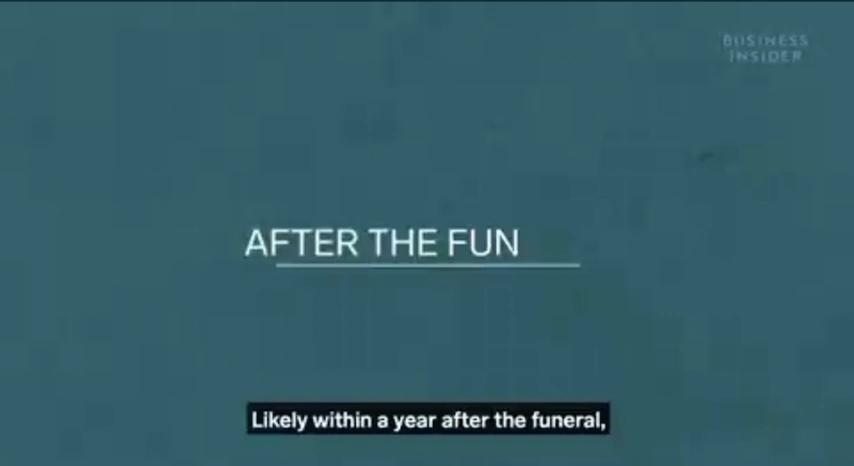 BUSINESS
INSIDER
AFTER THE FUN
Likely within a year after the funeral,